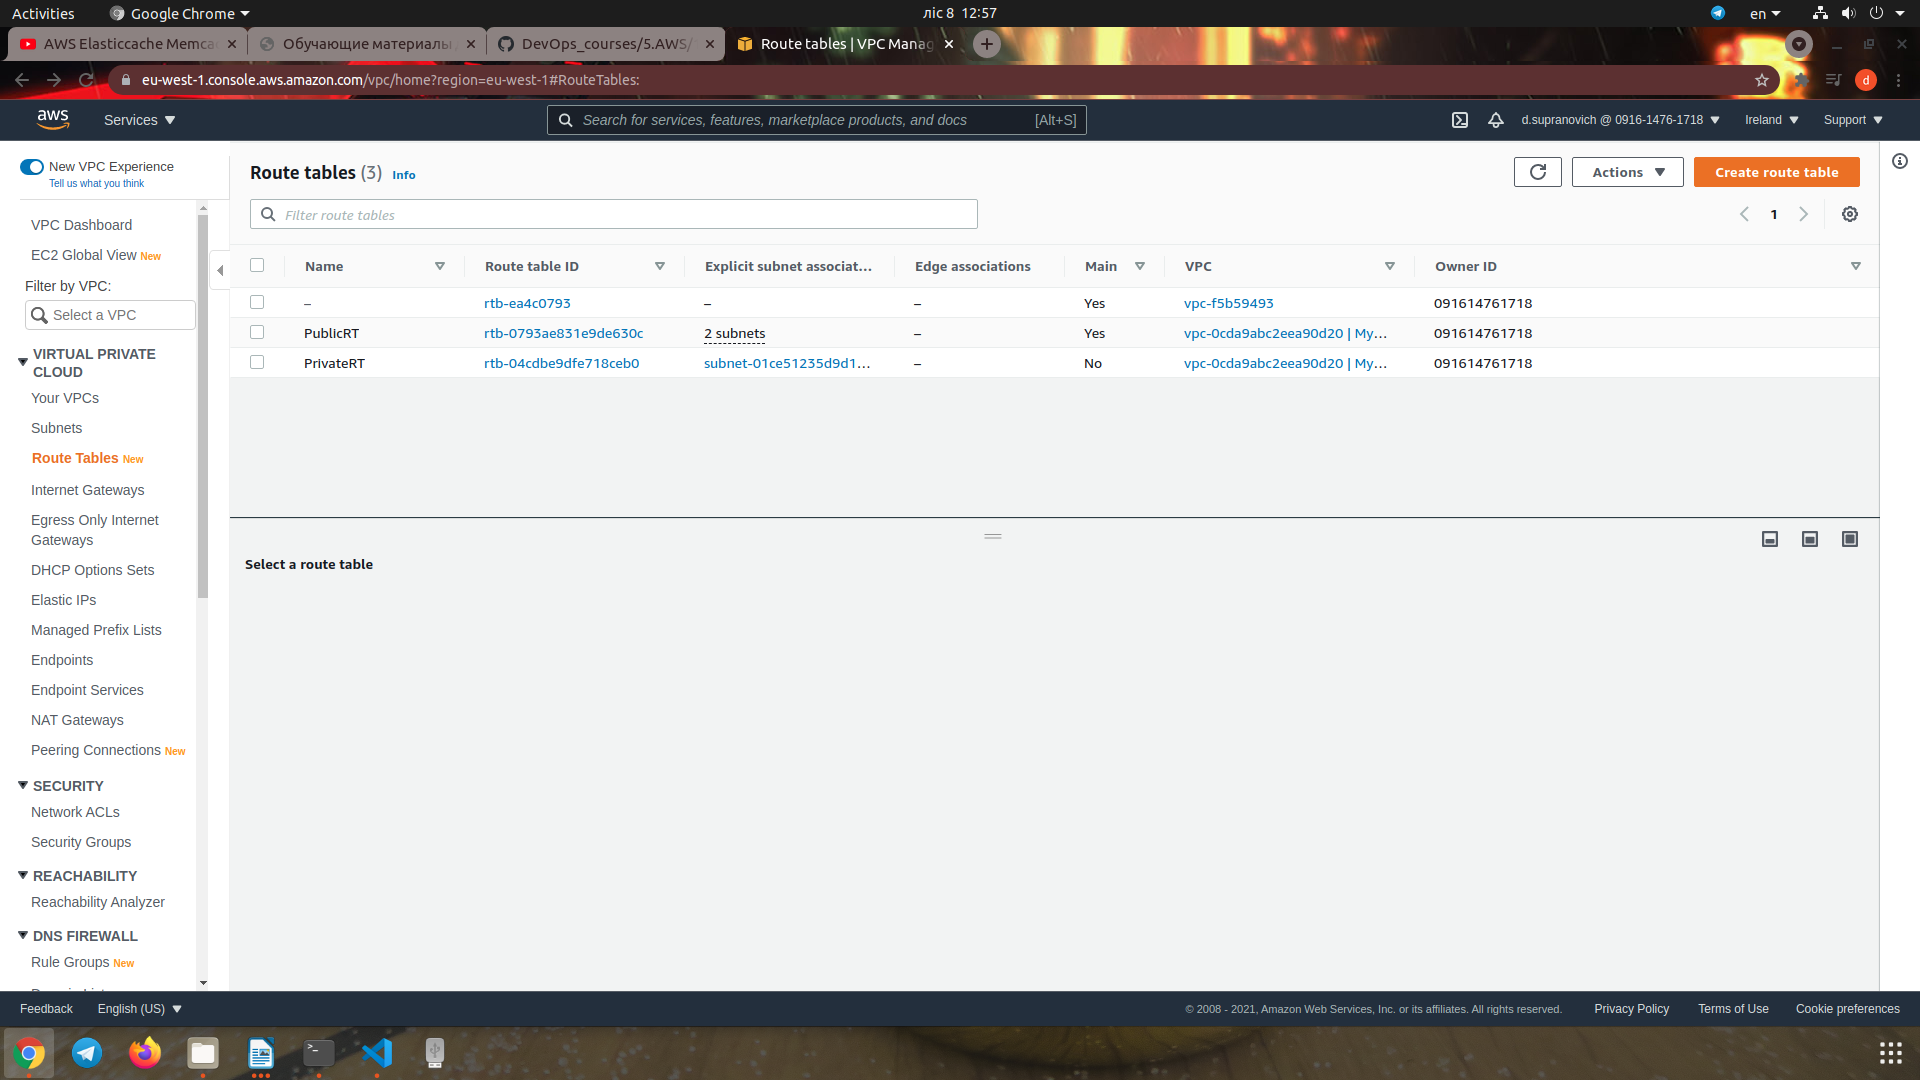 Activities
Google Chrome
ліс 8 12:57
en
AWS Elasticcache Memca
Обучающие материалы
DevOps_courses/5.AWS/
Route tables | VPC Manag
eu-west-1.console.aws.amazon.com/vpc/home?region=eu-west-1#RouteTables:
d
aws
Services
Search for services, features, marketplace products, and docs
[Alt+S]
d.supranovich @ 0916-1476-1718
Ireland
Support
New VPC Experience
Tell us what you think
VPC Dashboard
EC2 Global View New
Filter by VPC:
Select a VPC
VIRTUAL PRIVATE
CLOUD
Your VPCs
Subnets
Route Tables New
Internet Gateways
Egress Only Internet
Gateways
DHCP Options Sets
Elastic IPs
Managed Prefix Lists
Endpoints
Endpoint Services
NAT Gateways
Peering Connections New
SECURITY
Network ACLs
Security Groups
REACHABILITY
Reachability Analyzer
DNS FIREWALL
Rule Groups New
Route tables (3) Info
Actions
Create route table
Filter route tables
1
Name Route table ID Explicit subnet associat... Edge associations Main VPC Owner ID
– rtb-ea4c0793 – – Yes vpc-f5b59493 091614761718
PublicRT rtb-0793ae831e9de630c 2 subnets – Yes vpc-0cda9abc2eea90d20 | My... 091614761718
PrivateRT rtb-04cdbe9dfe718ceb0 subnet-01ce51235d9d1... – No vpc-0cda9abc2eea90d20 | My... 091614761718
Select a route table
Feedback
English (US)
© 2008 - 2021, Amazon Web Services, Inc. or its affiliates. All rights reserved.
Privacy Policy
Terms of Use
Cookie preferences